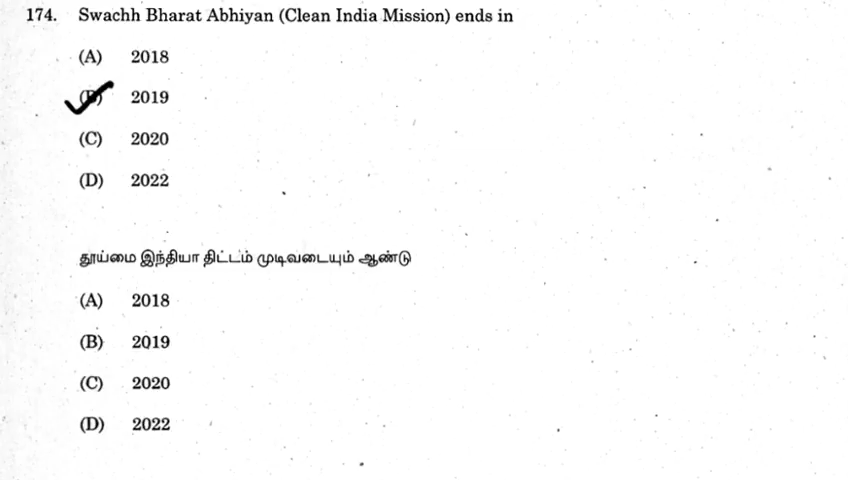 174. Swachh Bharat Abhiyan (Clean India Mission) ends in
(A) 2018
(B) 2019
(C) 2020
(D) 2022
தூய்மை இந்தியா திட்டம் முடிவடையும் ஆண்டு
(A) 2018
(B) 2019
(C) 2020
(D) 2022